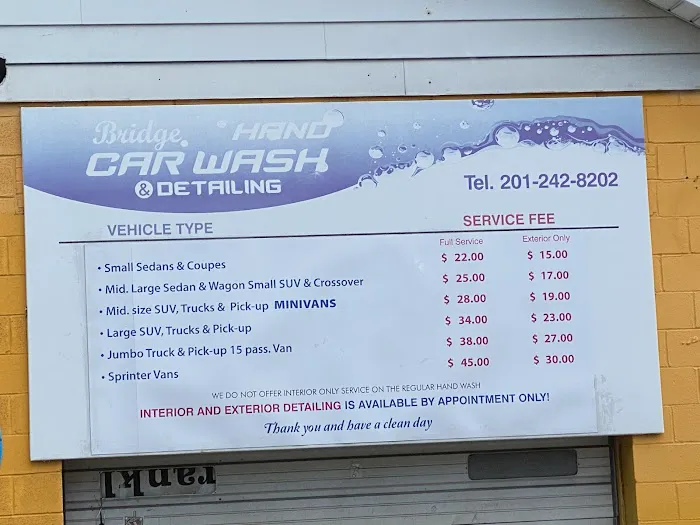 Bridge HAND
CAR WASH
& DETAILING
Tel. 201-242-8202
VEHICLE TYPE SERVICE FEE
Full Service Exterior Only
• Small Sedans & Coupes $ 22.00 $ 15.00
• Mid. Large Sedan & Wagon Small SUV & Crossover $ 25.00 $ 17.00
• Mid. size SUV, Trucks & Pick-up MINIVANS $ 28.00 $ 19.00
• Large SUV, Trucks & Pick-up $ 34.00 $ 23.00
• Jumbo Truck & Pick-up 15 pass. Van $ 38.00 $ 27.00
• Sprinter Vans $ 45.00 $ 30.00
WE DO NOT OFFER INTERIOR ONLY SERVICE ON THE REGULAR HAND WASH
INTERIOR AND EXTERIOR DETAILING IS AVAILABLE BY APPOINTMENT ONLY!
Thank you and have a clean day